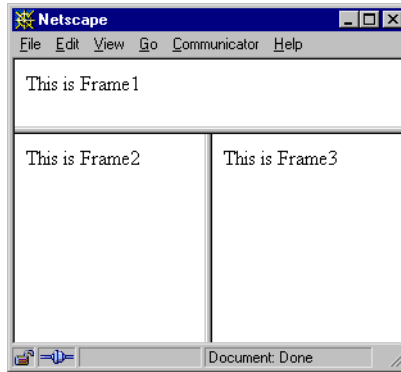 Netscape
File Edit View Go Communicator Help
This is Frame1
This is Frame2
This is Frame3
Document: Done